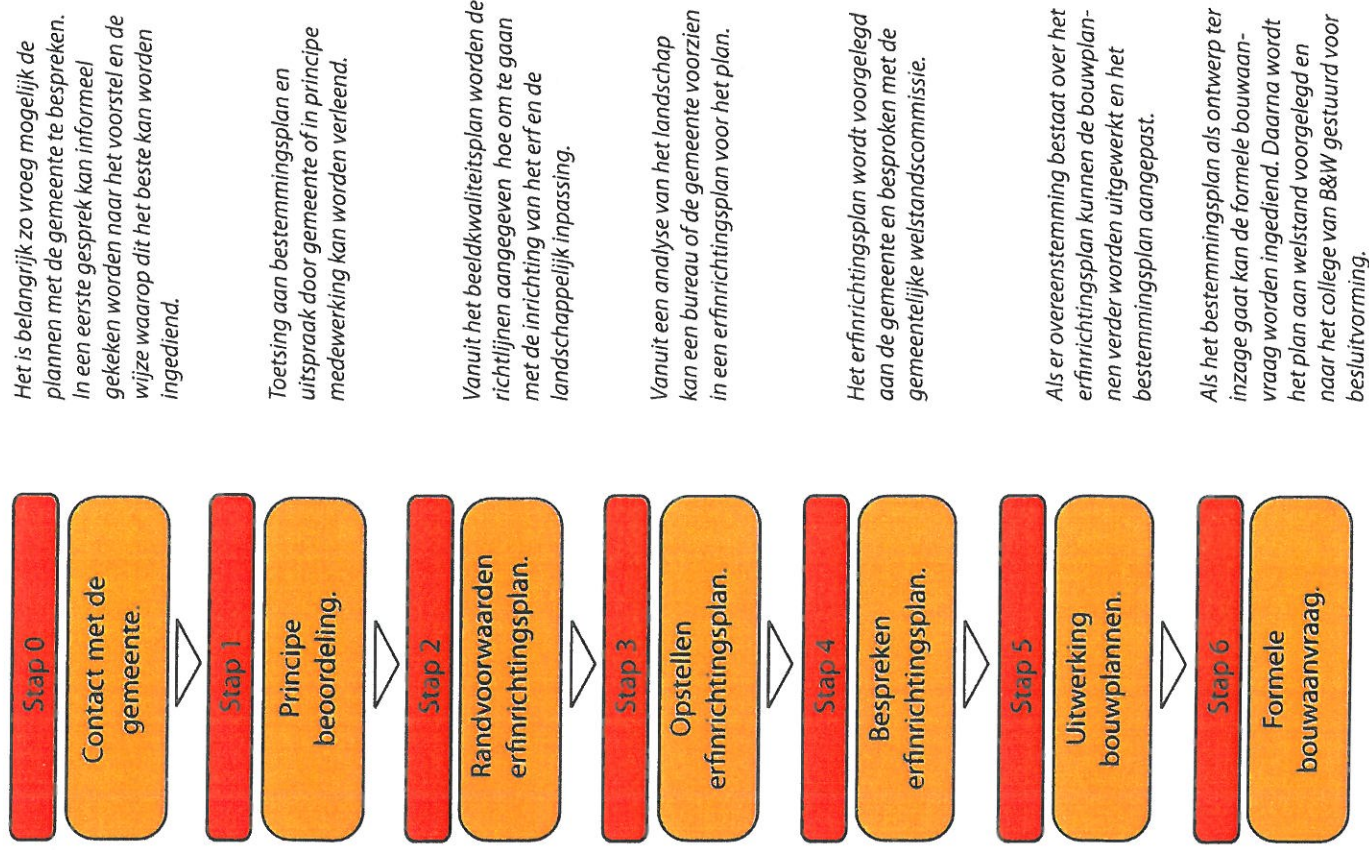 Stap 0
Contact met de
gemeente.
Het is belangrijk zo vroeg mogelijk de
plannen met de gemeente te bespreken.
In een eerste gesprek kan informeel
gekeken worden naar het voorstel en de
wijze waarop dit het beste kan worden
ingediend.
Stap 1
Principe
beoordeling.
Toetsing aan bestemmingsplan en
uitspraak door gemeente of in principe
medewerking kan worden verleend.
Stap 2
Randvoorwaarden
erfinrichtingsplan.
Vanuit het beeldkwaliteitsplan worden de
richtlijnen aangegeven hoe om te gaan
met de inrichting van het erf en de
landschappelijk inpassing.
Stap 3
Opstellen
erfinrichtingsplan.
Vanuit een analyse van het landschap
kan een bureau of de gemeente voorzien
in een erfinrichtingsplan voor het plan.
Stap 4
Bespreken
erfinrichtingsplan.
Het erfinrichtingsplan wordt voorgelegd
aan de gemeente en besproken met de
gemeentelijke welstandscommissie.
Stap 5
Uitwerking
bouwplannen.
Als er overeenstemming bestaat over het
erfinrichtingsplan kunnen de bouwplan-
nen verder worden uitgewerkt en het
bestemmingsplan aangepast.
Stap 6
Formele
bouwaanvraag.
Als het bestemmingsplan als ontwerp ter
inzage gaat kan de formele bouwaan-
vraag worden ingediend. Daarna wordt
het plan aan welstand voorgelegd en
naar het college van B&W gestuurd voor
besluitvorming.